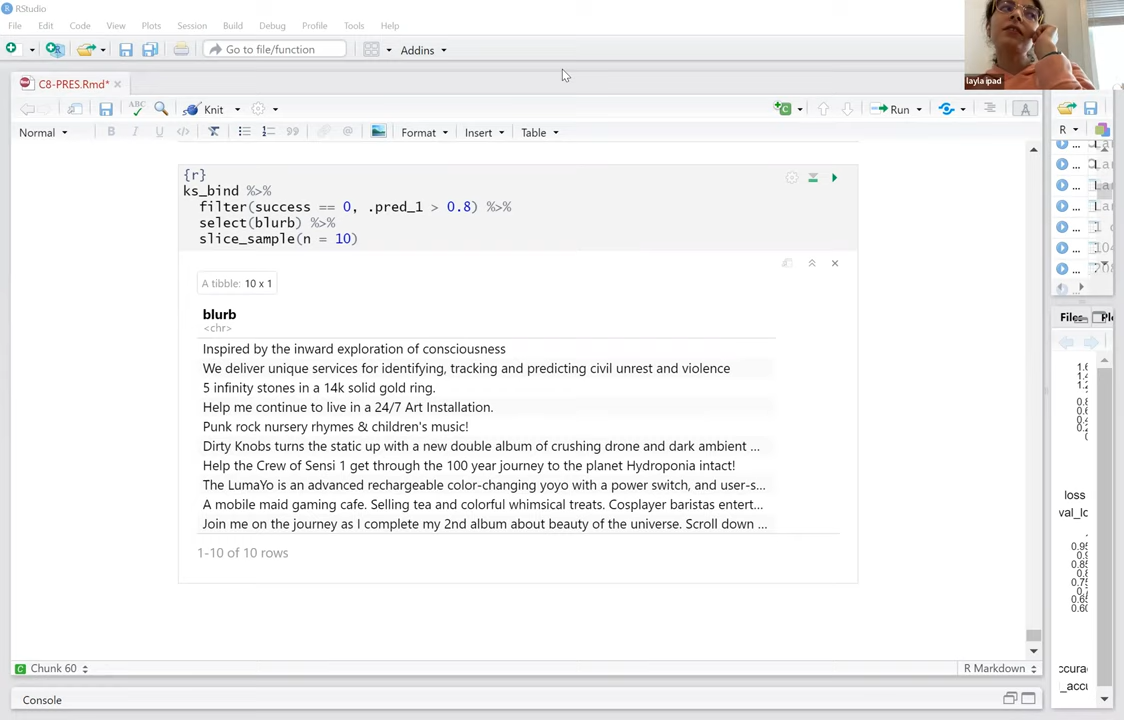 RStudio
File Edit Code View Plots Session Build Debug Profile Tools Help
Go to file/function
Addins
layla ipad
C8-PRES.Rmd*
ABC
Knit
Run
R
Normal
B I U
Format
Insert
Table
{r}
ks_bind %>%
filter(success == 0, .pred_1 > 0.8) %>%
select(blurb) %>%
slice_sample(n = 10)
A tibble: 10 x 1
blurb
<chr>
Inspired by the inward exploration of consciousness
We deliver unique services for identifying, tracking and predicting civil unrest and violence
5 infinity stones in a 14k solid gold ring.
Help me continue to live in a 24/7 Art Installation.
Punk rock nursery rhymes & children's music!
Dirty Knobs turns the static up with a new double album of crushing drone and dark ambient ...
Help the Crew of Sensi 1 get through the 100 year journey to the planet Hydroponia intact!
The LumaYo is an advanced rechargeable color-changing yoyo with a power switch, and user-s...
A mobile maid gaming cafe. Selling tea and colorful whimsical treats. Cosplayer baristas entert...
Join me on the journey as I complete my 2nd album about beauty of the universe. Scroll down ...
1-10 of 10 rows
Files
loss
val_lo
Chunk 60
R Markdown
Console